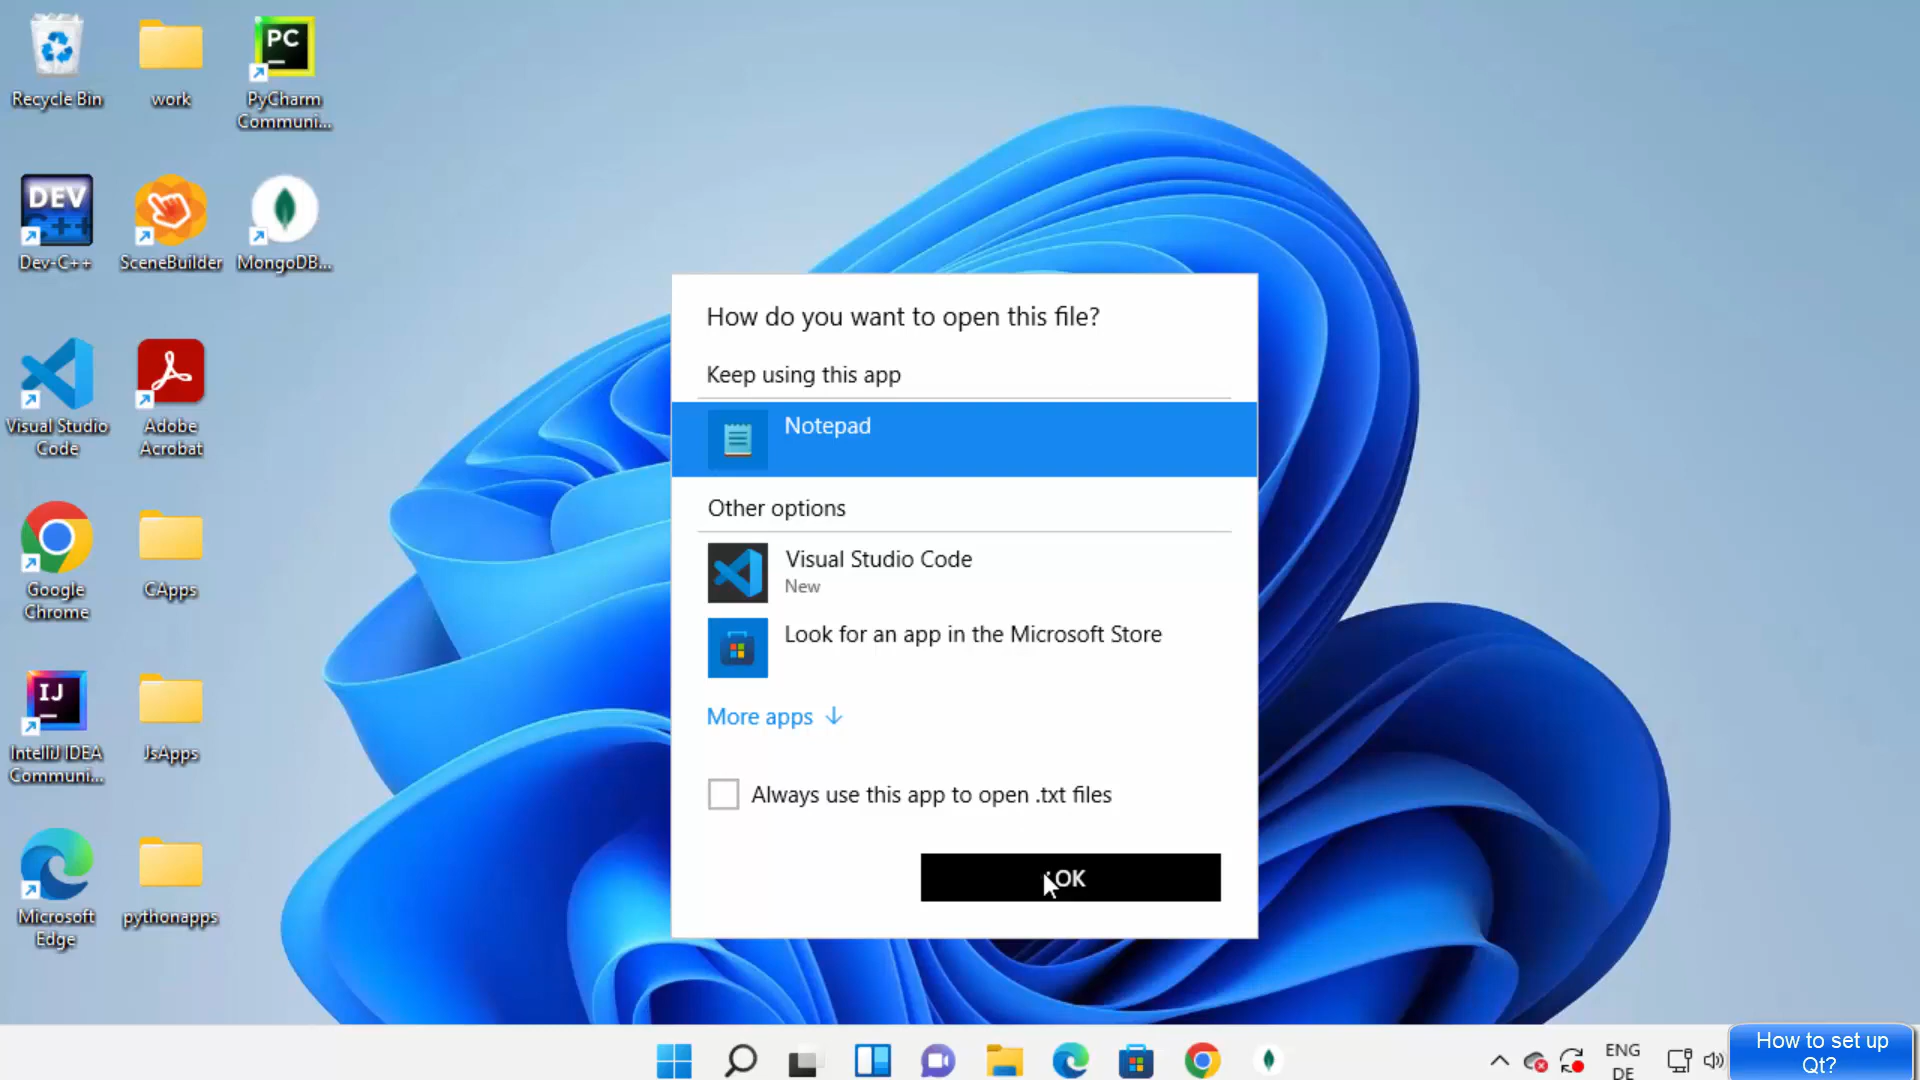 Recycle Bin
work
PC
PyCharm
Communi...
DEV
C++
Dev-C++
SceneBuilder
MongoDB...
Visual Studio
Code
Adobe
Acrobat
Google
Chrome
CApps
IJ
IntelliJ IDEA
Communi...
JsApps
Microsoft
Edge
pythonapps
How do you want to open this file?
Keep using this app
Notepad
Other options
Visual Studio Code
New
Look for an app in the Microsoft Store
More apps
Always use this app to open .txt files
OK
ENG
DE
How to set up
Qt?